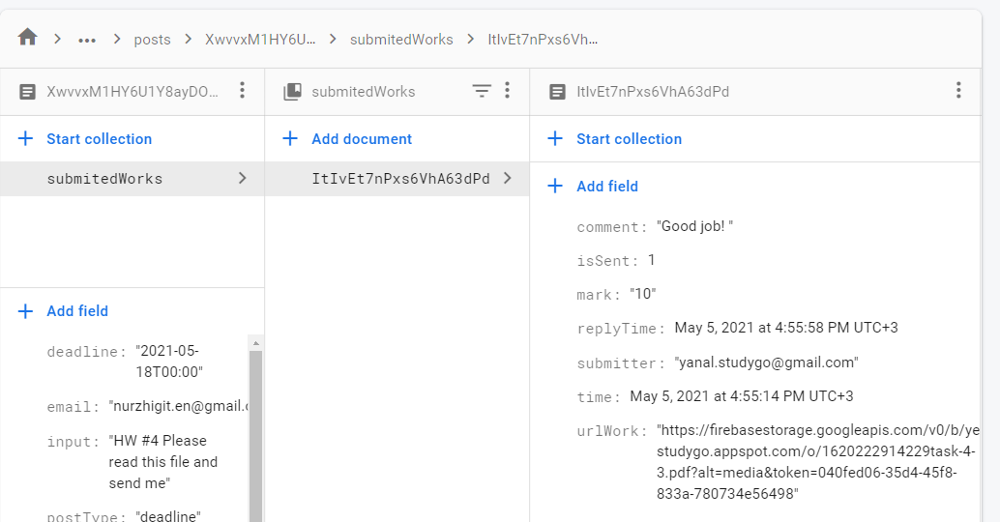 ... posts XwvvxM1HY6U... submitedWorks ItIvEt7nPxs6Vh...
XwvvxM1HY6U1Y8ayDO...
Start collection
submitedWorks
Add field
deadline: "2021-05-
18T00:00"
email: "nurzhigit.en@gmail.c
input: "HW #4 Please
read this file and
send me"
postType: "deadline"
submitedWorks
Add document
ItIvEt7nPxs6VhA63dPd
ItIvEt7nPxs6VhA63dPd
Start collection
Add field
comment: "Good job! "
isSent: 1
mark: "10"
replyTime: May 5, 2021 at 4:55:58 PM UTC+3
submitter: "yanal.studygo@gmail.com"
time: May 5, 2021 at 4:55:14 PM UTC+3
urlWork: "https://firebasestorage.googleapis.com/v0/b/ye
studygo.appspot.com/o/1620222914229task-4-
3.pdf?alt=media&token=040fed06-35d4-45f8-
833a-780734e56498"